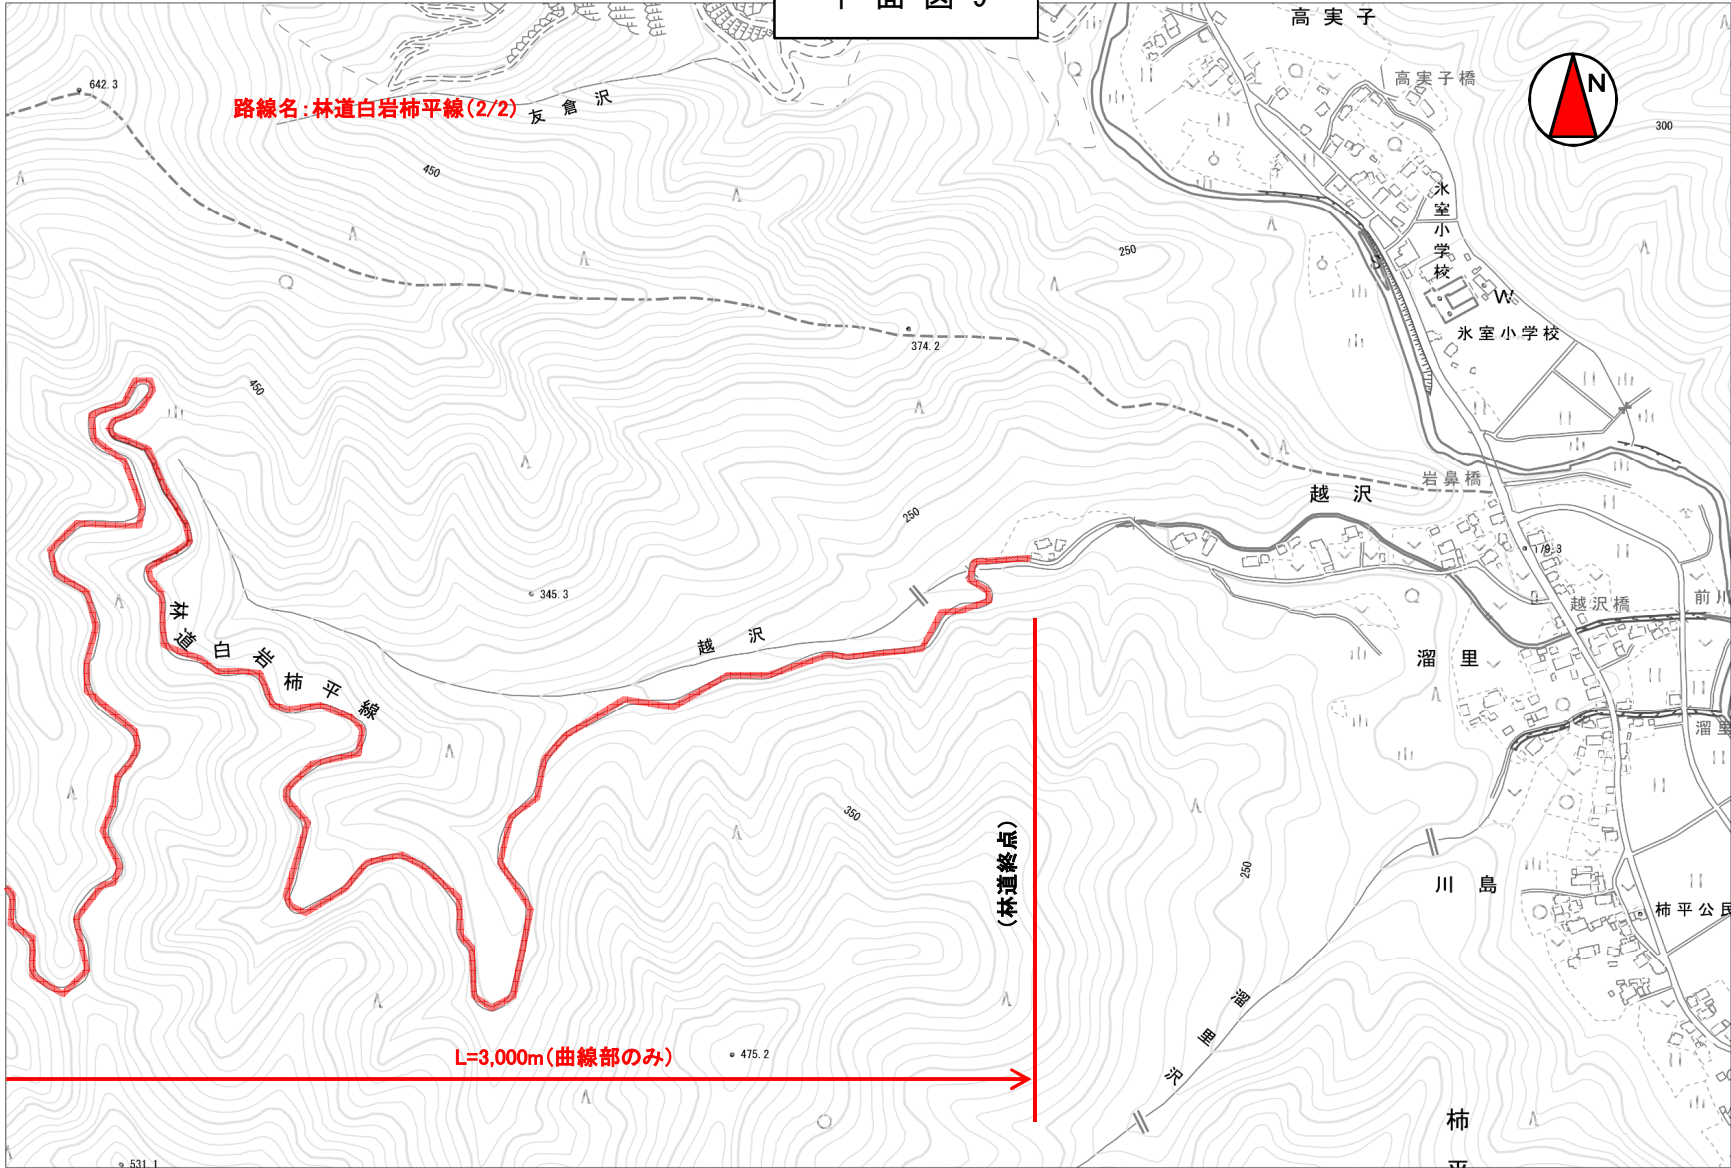 平面図9
高実子
642.3
高実子橋
N
路線名:林道白岩柿平線(2/2)
友倉沢
300
450
氷室小学校
250
W
氷室小学校
374.2
450
岩鼻橋
越沢
250
179.3
345.3
越沢橋
前川
林道白岩柿平線
越沢
溜里
溜里
350
(林道終点)
250
川島
柿平公民
溜里沢
L=3,000m(曲線部のみ)
475.2
柿平
531.1